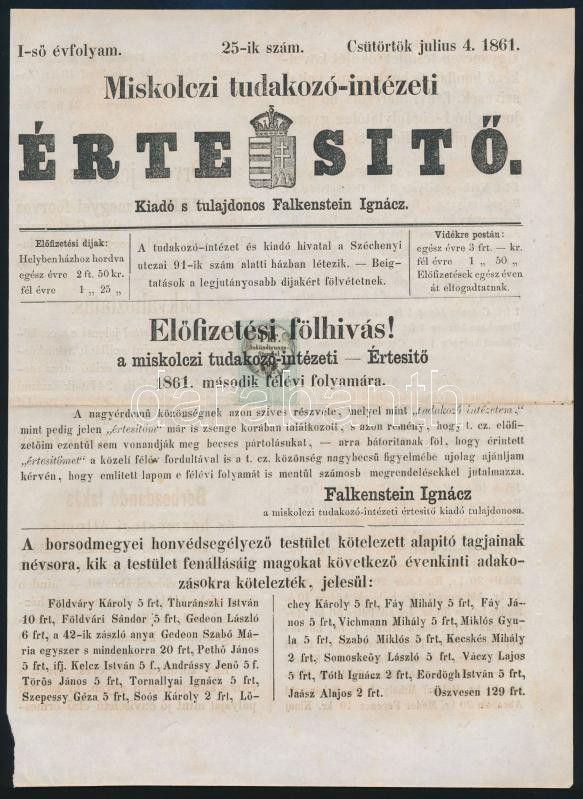 I-ső évfolyam. 25-ik szám. Csütörtök julius 4. 1861.
Miskolczi tudakozó-intézeti
ÉRTESITŐ.
Kiadó s tulajdonos Falkenstein Ignácz.
Előfizetési dijak:
Helyben házhoz hordva
egész évre 2 ft. 50 kr.
fél évre 1 „ 25 „
A tudakozó-intézet és kiadó hivatal a Széchenyi
utczai 91-ik szám alatti házban létezik. — Beig-
tatások a legjutányosabb dijakért fölvétetnek.
Vidékre postán:
egész évre 3 frt. — kr.
fél évre 1 „ 50 „
Előfizetések egész éven
át elfogadtatnak.
Előfizetési fölhivás!
a miskolczi tudakozó-intézeti — Értesitő
1861. második félévi folyamára.
A nagyérdemű közönségnek azon szives részvéte, melyel mint „tudakozó intézetem,“
mint pedig jelen „értesitőm“ már is zsenge korában találkozott, s azon remény, hogy t. cz. előfi-
zetőim ezentúl sem vonandják meg becses pártolásukat, — arra bátoritanak föl, hogy érintett
„értesitőmet“ a közeli félév fordultával is a t. cz. közönség nagybecsű figyelmébe ujolag ajánljam
kérvén, hogy emlitett lapom e félévi folyamát is mentül számosb megrendelésekkel jutalmazza.
Falkenstein Ignácz
a miskolczi tudakozó-intézeti értesitő kiadó tulajdonosa.
A borsodmegyei honvédsegélyező testület kötelezett alapitó tagjainak
névsora, kik a testület fenállásáig magokat következő évenkinti adako-
zásokra kötelezték, jelesül:
Földváry Károly 5 frt, Thuránszki István
10 frt, Földvári Sándor 5 frt, Gedeon László
6 frt, a 42-ik zászló anya Gedeon Szabó Má-
ria egyszer s mindenkorra 20 frt, Pethő János
5 frt, ifj. Kelcz István 5 f., Andrássy Jenő 5 f.
Törös János 5 frt, Tornallyai Ignácz 5 frt,
Szepessy Géza 5 frt, Soós Károly 2 frt, Lö-
chey Károly 5 frt, Fáy Mihály 5 frt, Fáy Já-
nos 5 frt, Vichmann Mihály 5 frt, Miklós Gyu-
la 5 frt, Szabó Miklós 5 frt, Kecskés Mihály
2 frt, Somosköÿ László 5 frt, Váczy Lajos
5 frt, Tóth Ignácz 2 frt, Eördögh István 5 frt,
Jaász Alajos 2 frt. Öszvesen 129 frt.
darabanth